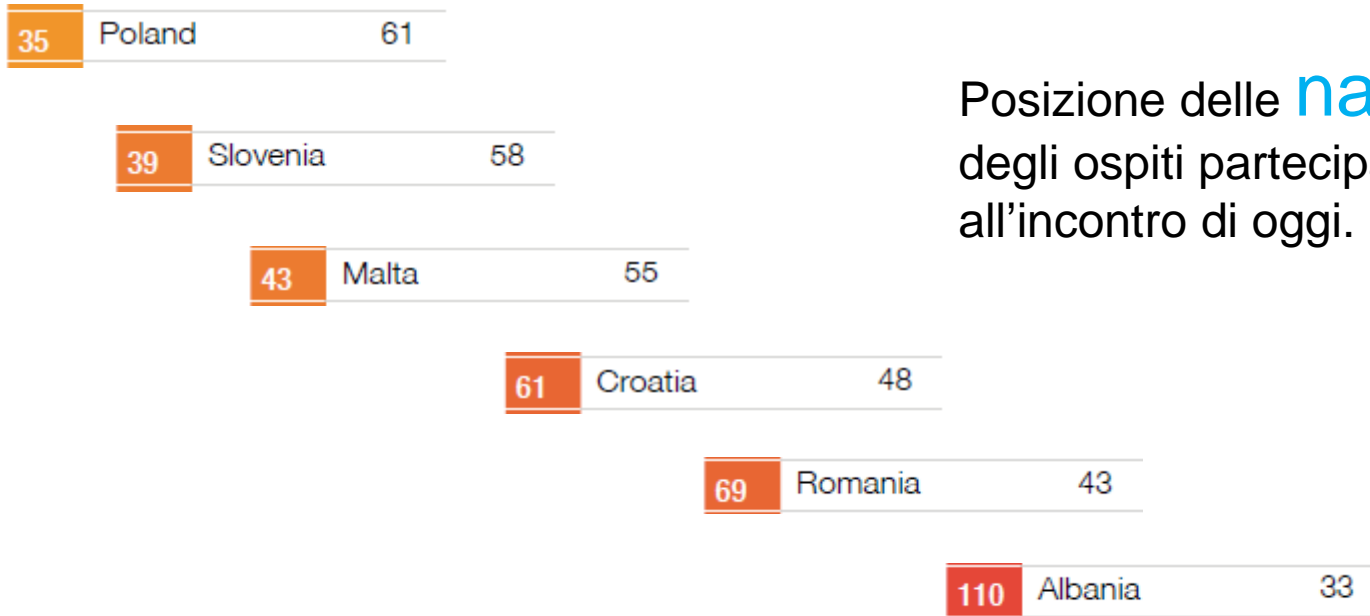 35 Poland 61
Posizione delle
degli ospiti
all'incontro di oggi.
39 Slovenia 58
43 Malta 55
61 Croatia 48
69 Romania 43
110 Albania 33